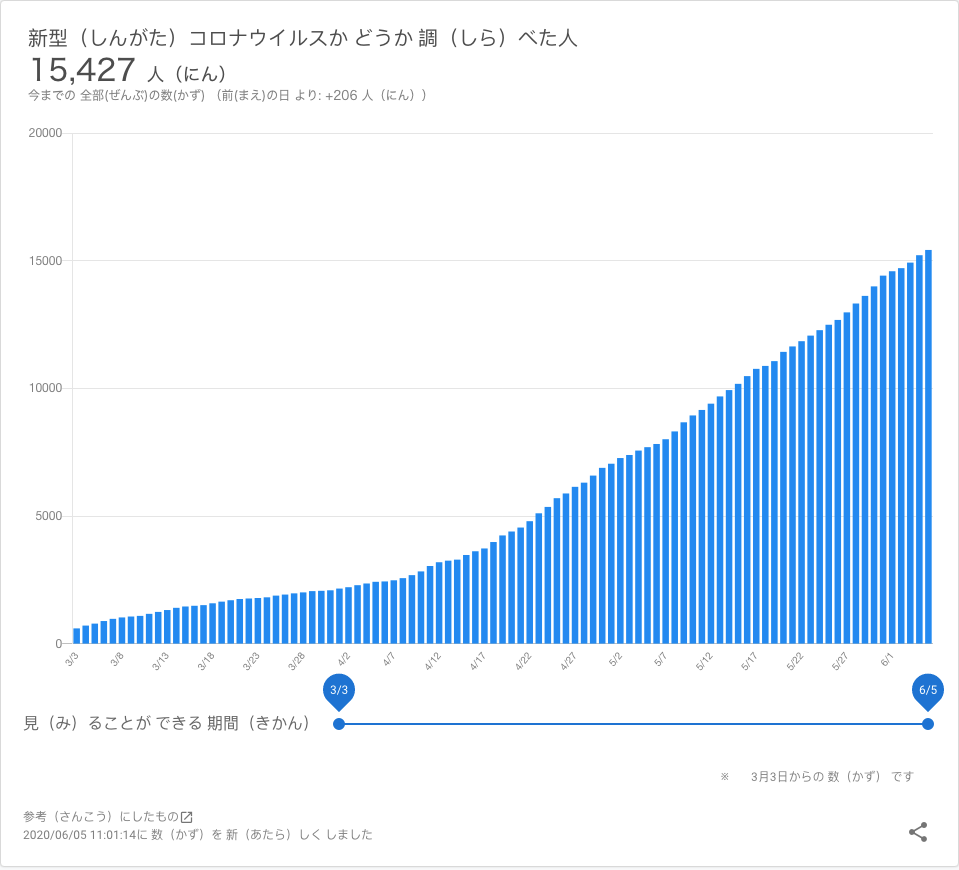 新型（しんがた）コロナウイルスか どうか 調（しら）べた人
15,427 人（にん）
今までの 全部(ぜんぶ)の数(かず) （前(まえ)の日 より: +206 人（にん））
20000
15000
10000
5000
0
3/3 3/8 3/13 3/18 3/23 3/28 4/2 4/7 4/12 4/17 4/22 4/27 5/2 5/7 5/12 5/17 5/22 5/27 6/1
3/3 6/5
見（み）ることが できる 期間（きかん）
※ 3月3日からの 数（かず） です
参考（さんこう）にしたもの
2020/06/05 11:01:14に 数（かず）を 新（あたら）しく しました